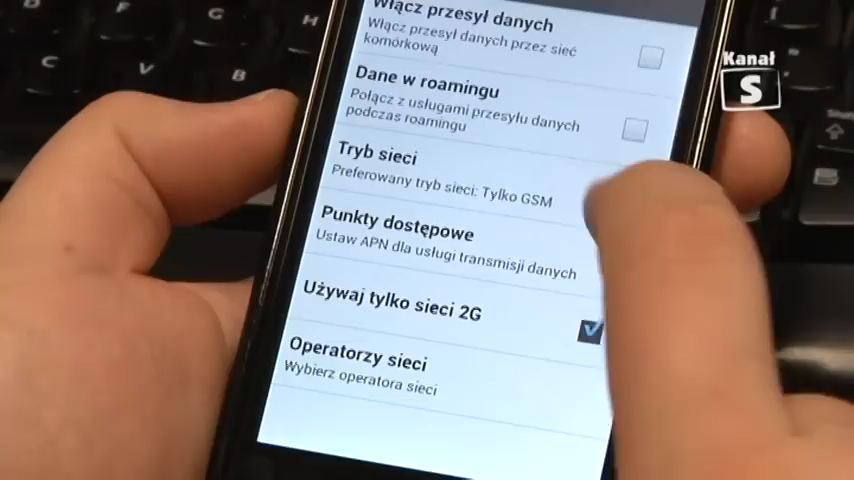 Włącz przesył danych
Włącz przesył danych przez sieć
komórkową
Dane w roamingu
Połącz z usługami przesyłu danych
podczas roamingu
Tryb sieci
Preferowany tryb sieci: Tylko GSM
Punkty dostępowe
Ustaw APN dla usługi transmisji danych
Używaj tylko sieci 2G
Operatorzy sieci
Wybierz operatora sieci
Kanał
S
F
G
H
C
V
B